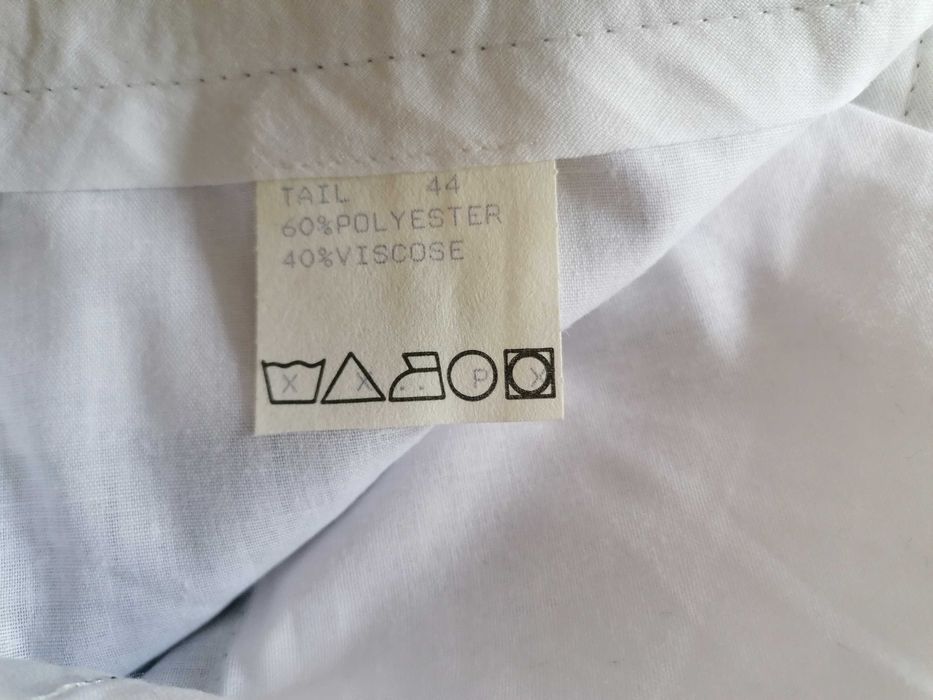 TAIL 44
60%POLYESTER
40%VISCOSE
X X .. P X